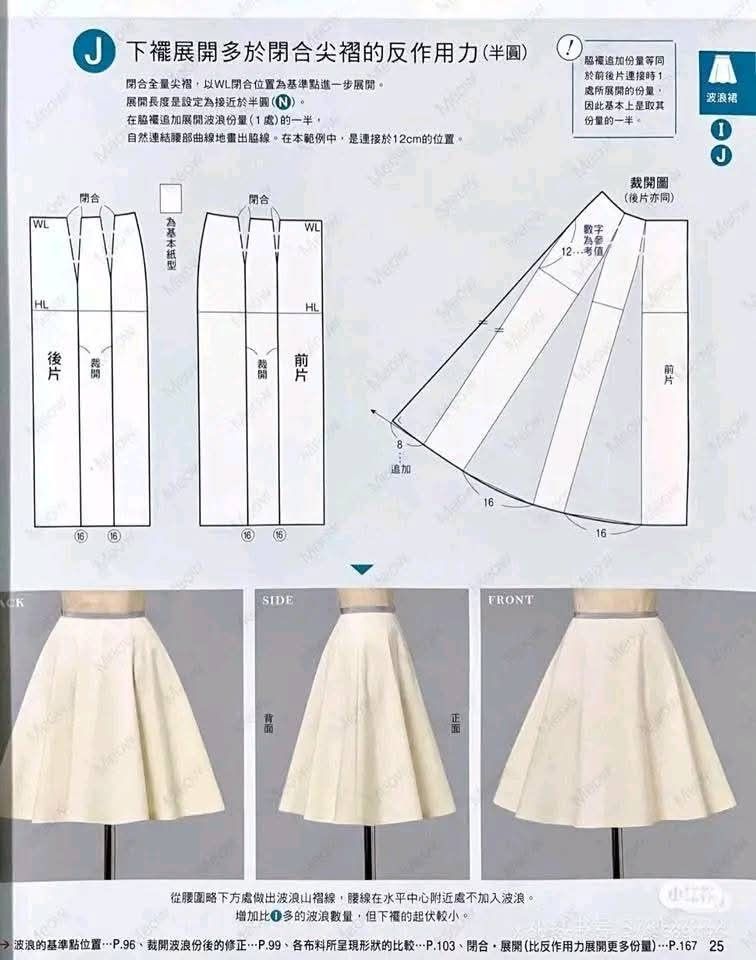 J 下襬展開多於閉合尖褶的反作用力(半圓)
閉合全量尖褶，以WL閉合位置為基準點進一步展開。
展開長度是設定為接近於半圓(N)。
在脇襬追加展開波浪份量(1處)的一半，
自然連結腰部曲線地畫出脇線。在本範例中，是連接於12cm的位置。
!
脇襬追加份量等同
於前後片連接時1
處所展開的份量，
因此基本上是取其
份量的一半。
波浪裙
I
J
閉合
WL
HL
後片
裁開
16 16
為基本紙型
閉合
WL
HL
裁開
前片
16 16
裁開圖
(後片亦同)
數字為參考值
12…
前片
8…追加
16
16
ACK
SIDE
背面
正面
FRONT
從腰圍略下方處做出波浪山褶線，腰線在水平中心附近處不加入波浪。
增加比I多的波浪數量，但下襬的起伏較小。
→ 波浪的基準點位置…P.96、裁開波浪份後的修正…P.99、各布料所呈現形狀的比較…P.103、閉合・展開(比反作用力展開更多份量)…P.167 25
Meow